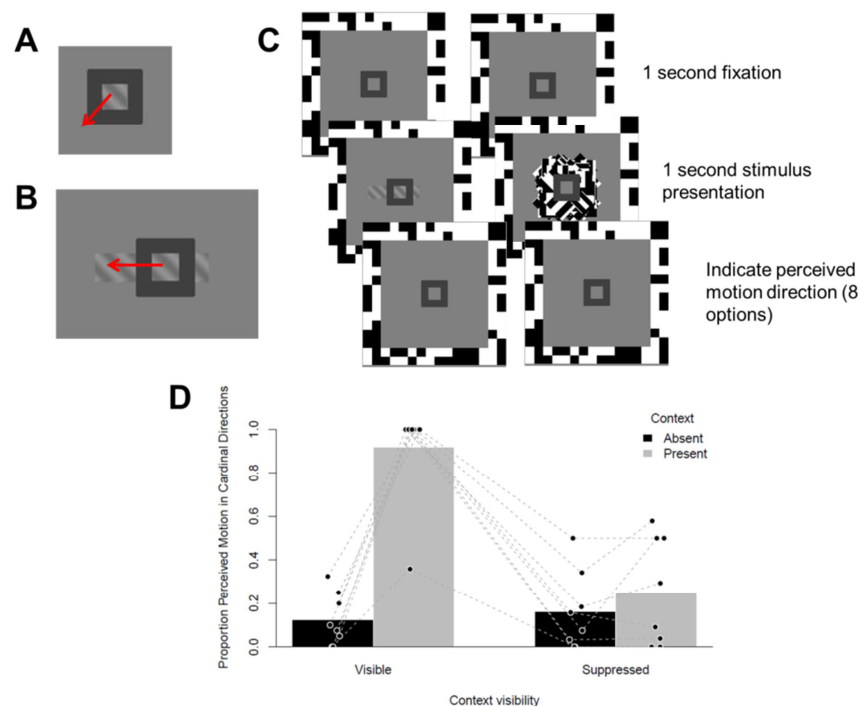 A
B
C
1 second fixation
1 second stimulus
presentation
Indicate perceived
motion direction (8
options)
D
Proportion Perceived Motion in Cardinal Directions
1.0
0.8
0.6
0.4
0.2
0.0
Context
Absent
Present
Visible
Suppressed
Context visibility